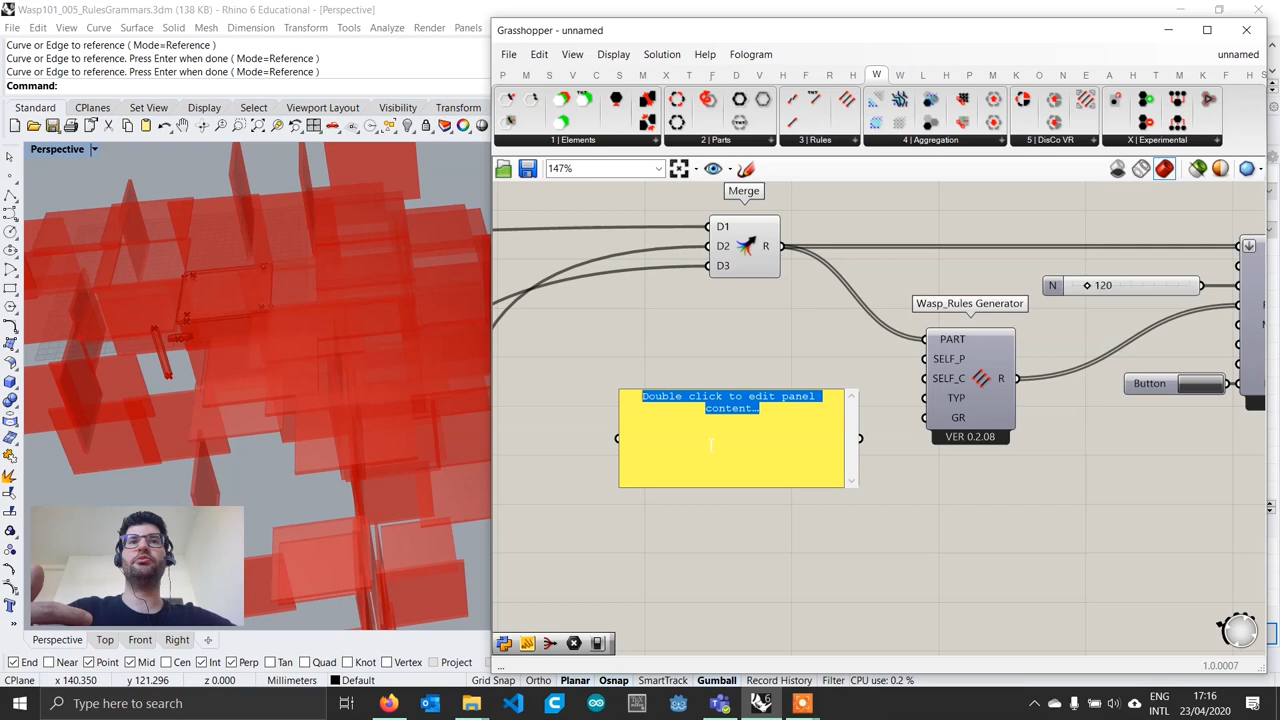 Wasp101_005_RulesGrammars.3dm (138 KB) - Rhino 6 Educational - [Perspective]
File Edit View Curve Surface Solid Mesh Dimension Transform Tools Analyze Render Panels
Curve or Edge to reference ( Mode=Reference )
Curve or Edge to reference. Press Enter when done ( Mode=Reference )
Curve or Edge to reference. Press Enter when done ( Mode=Reference )
Command:
Standard CPlanes Set View Display Select Viewport Layout Visibility Transform
Perspective
Grasshopper - unnamed
File Edit View Display Solution Help Fologram unnamed
P M S V C I M X T F D V H F R P W W L H N P M O N E K A M O F K H S
1 | Elements 2 | Parts 3 | Rules 4 | Aggregation 5 | DisCo VR X | Experimental
147%
Merge
D1
D2 R
D3
N 120
Wasp_Rules Generator
PART
SELF_P
SELF_C R
TYP
GR
VER 0.2.08
Button
Double click to edit panel
content…
...
1.0.0007
Perspective Top Front Right
End Near Point Mid Cen Int Perp Tan Quad Knot Vertex Project
CPlane x 140.350 y 121.296 z 0.000 Millimeters Default Grid Snap Ortho Planar Osnap SmartTrack Gumball Record History Filter CPU use: 0.2 %
Type here to search
ENG
INTL
17:16
23/04/2020